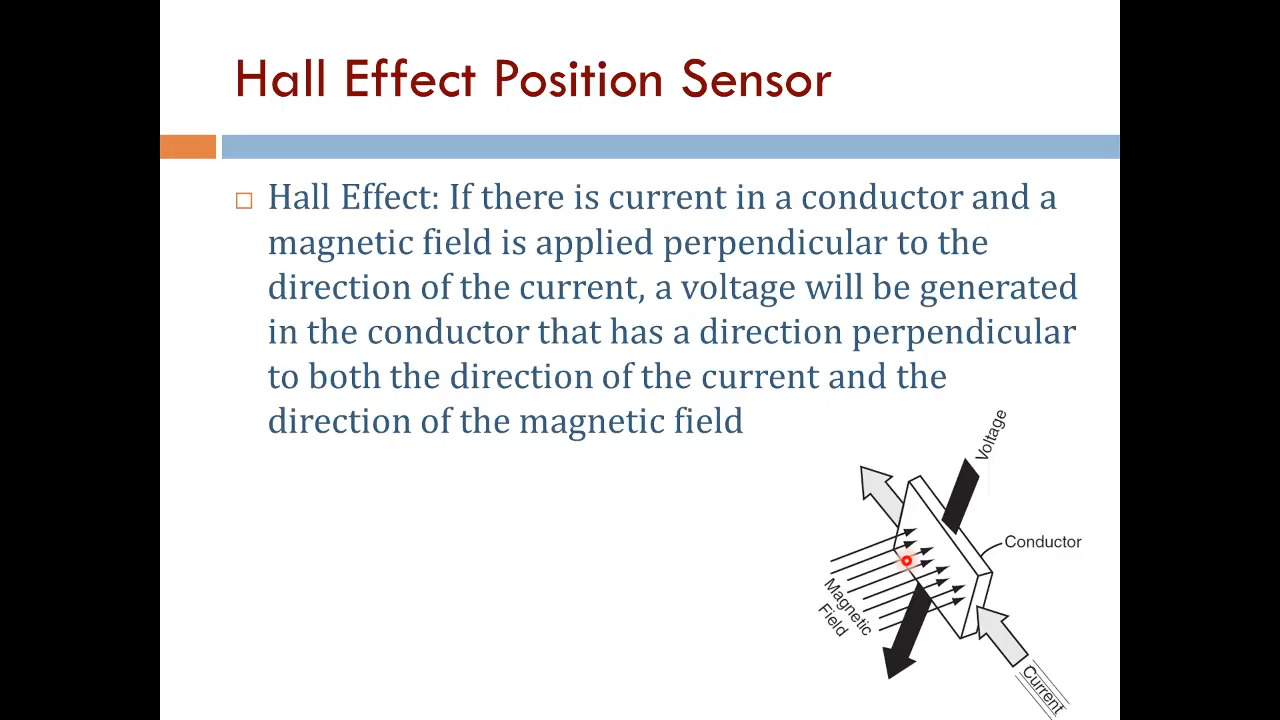 Hall Effect Position Sensor
Hall Effect: If there is current in a conductor and a
magnetic field is applied perpendicular to the
direction of the current, a voltage will be generated
in the conductor that has a direction perpendicular
to both the direction of the current and the
direction of the magnetic field
Voltage
Conductor
Magnetic
Field
Current